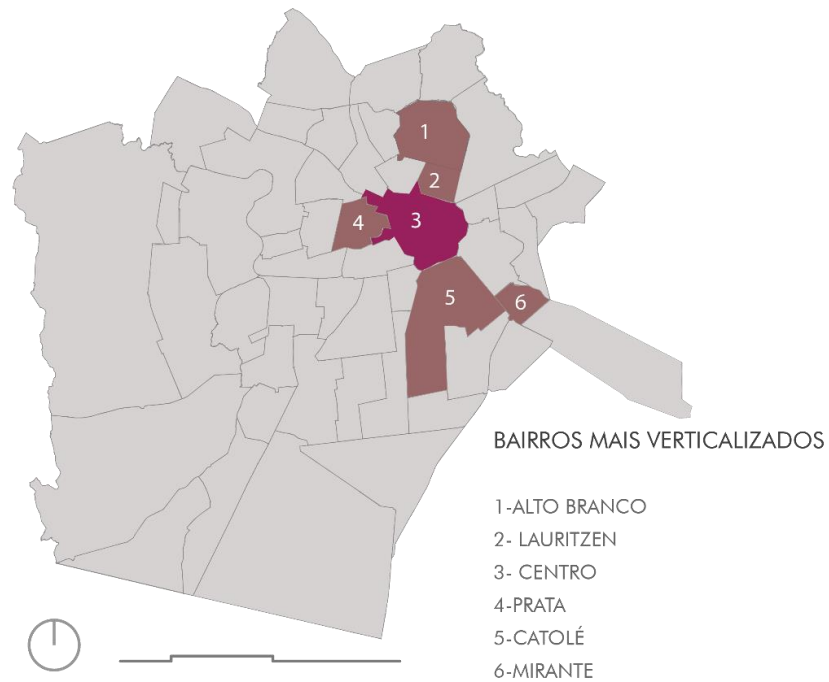 1
2
3
4
5
6
BAIRROS MAIS VERTICALIZADOS
1-ALTO BRANCO
2- LAURITZEN
3- CENTRO
4-PRATA
5-CATOLÉ
6-MIRANTE